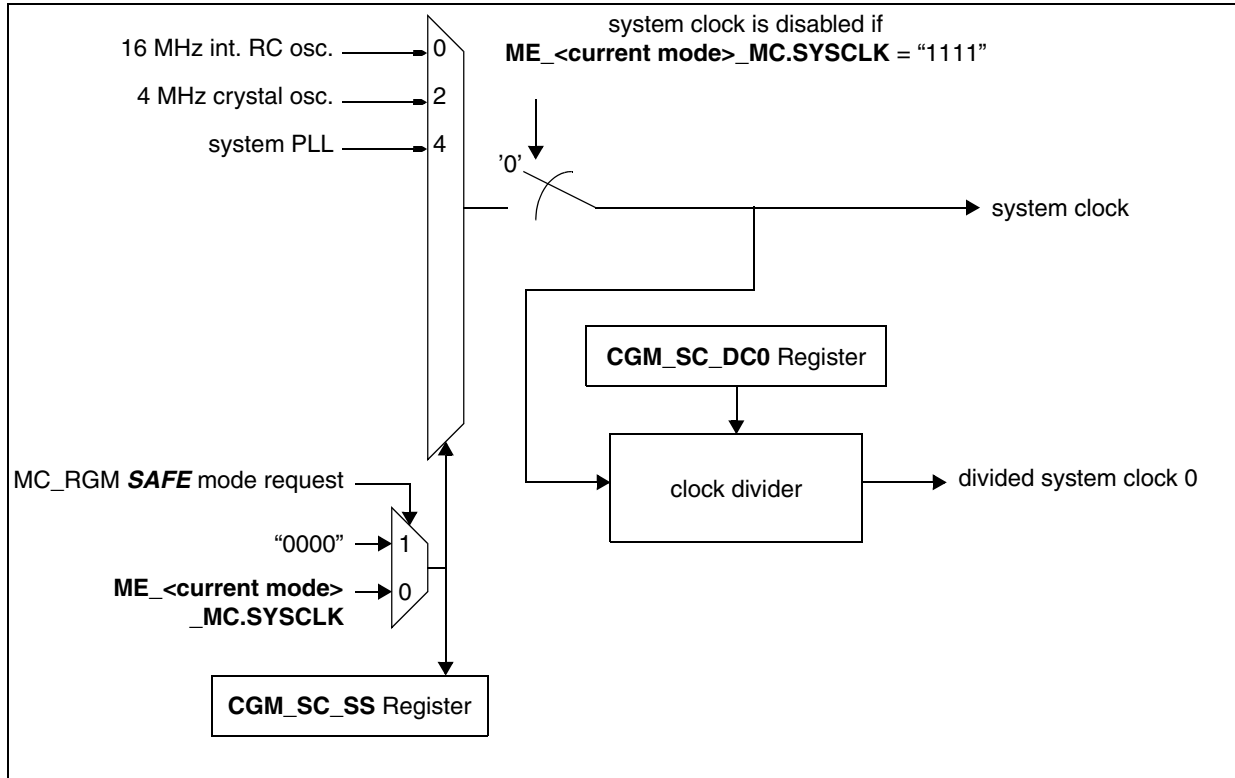 system clock is disabled if
ME_<current mode>_MC.SYSCLK = “1111”
16 MHz int. RC osc.
0
4 MHz crystal osc.
2
system PLL
4
'0'
system clock
CGM_SC_DC0 Register
MC_RGM SAFE mode request
clock divider
divided system clock 0
“0000”
1
ME_<current mode>
_MC.SYSCLK
0
CGM_SC_SS Register